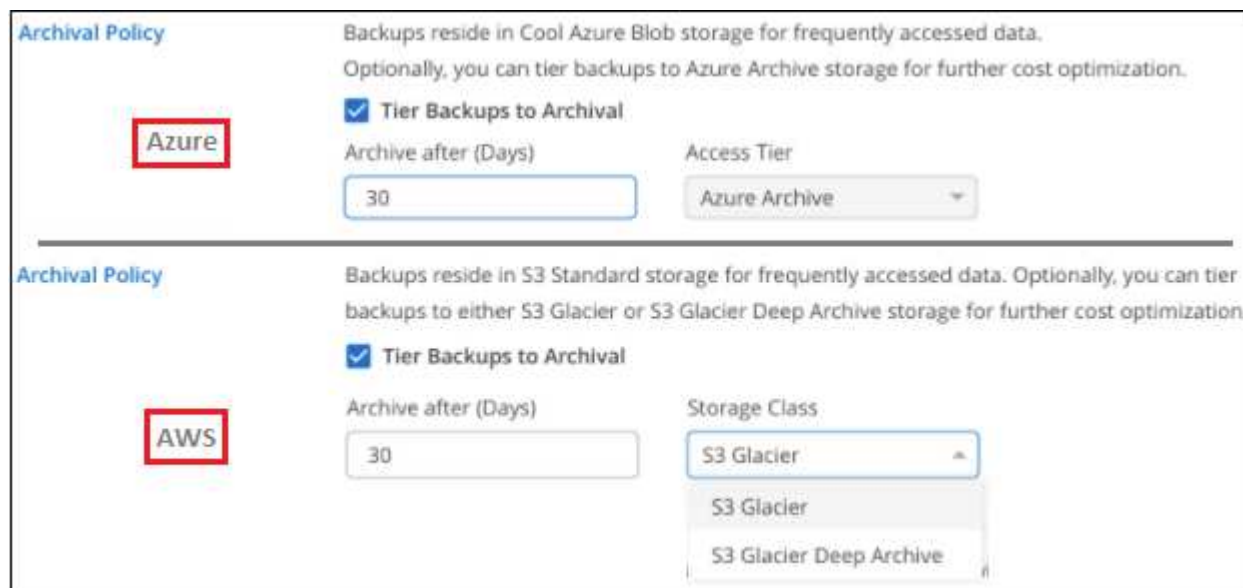 Archival Policy
Backups reside in Cool Azure Blob storage for frequently accessed data.
Optionally, you can tier backups to Azure Archive storage for further cost optimization.
Tier Backups to Archival
Azure
Archive after (Days)
Access Tier
30
Azure Archive
Archival Policy
Backups reside in S3 Standard storage for frequently accessed data. Optionally, you can tier
backups to either S3 Glacier or S3 Glacier Deep Archive storage for further cost optimization
Tier Backups to Archival
Archive after (Days)
Storage Class
AWS
30
S3 Glacier
S3 Glacier
S3 Glacier Deep Archive